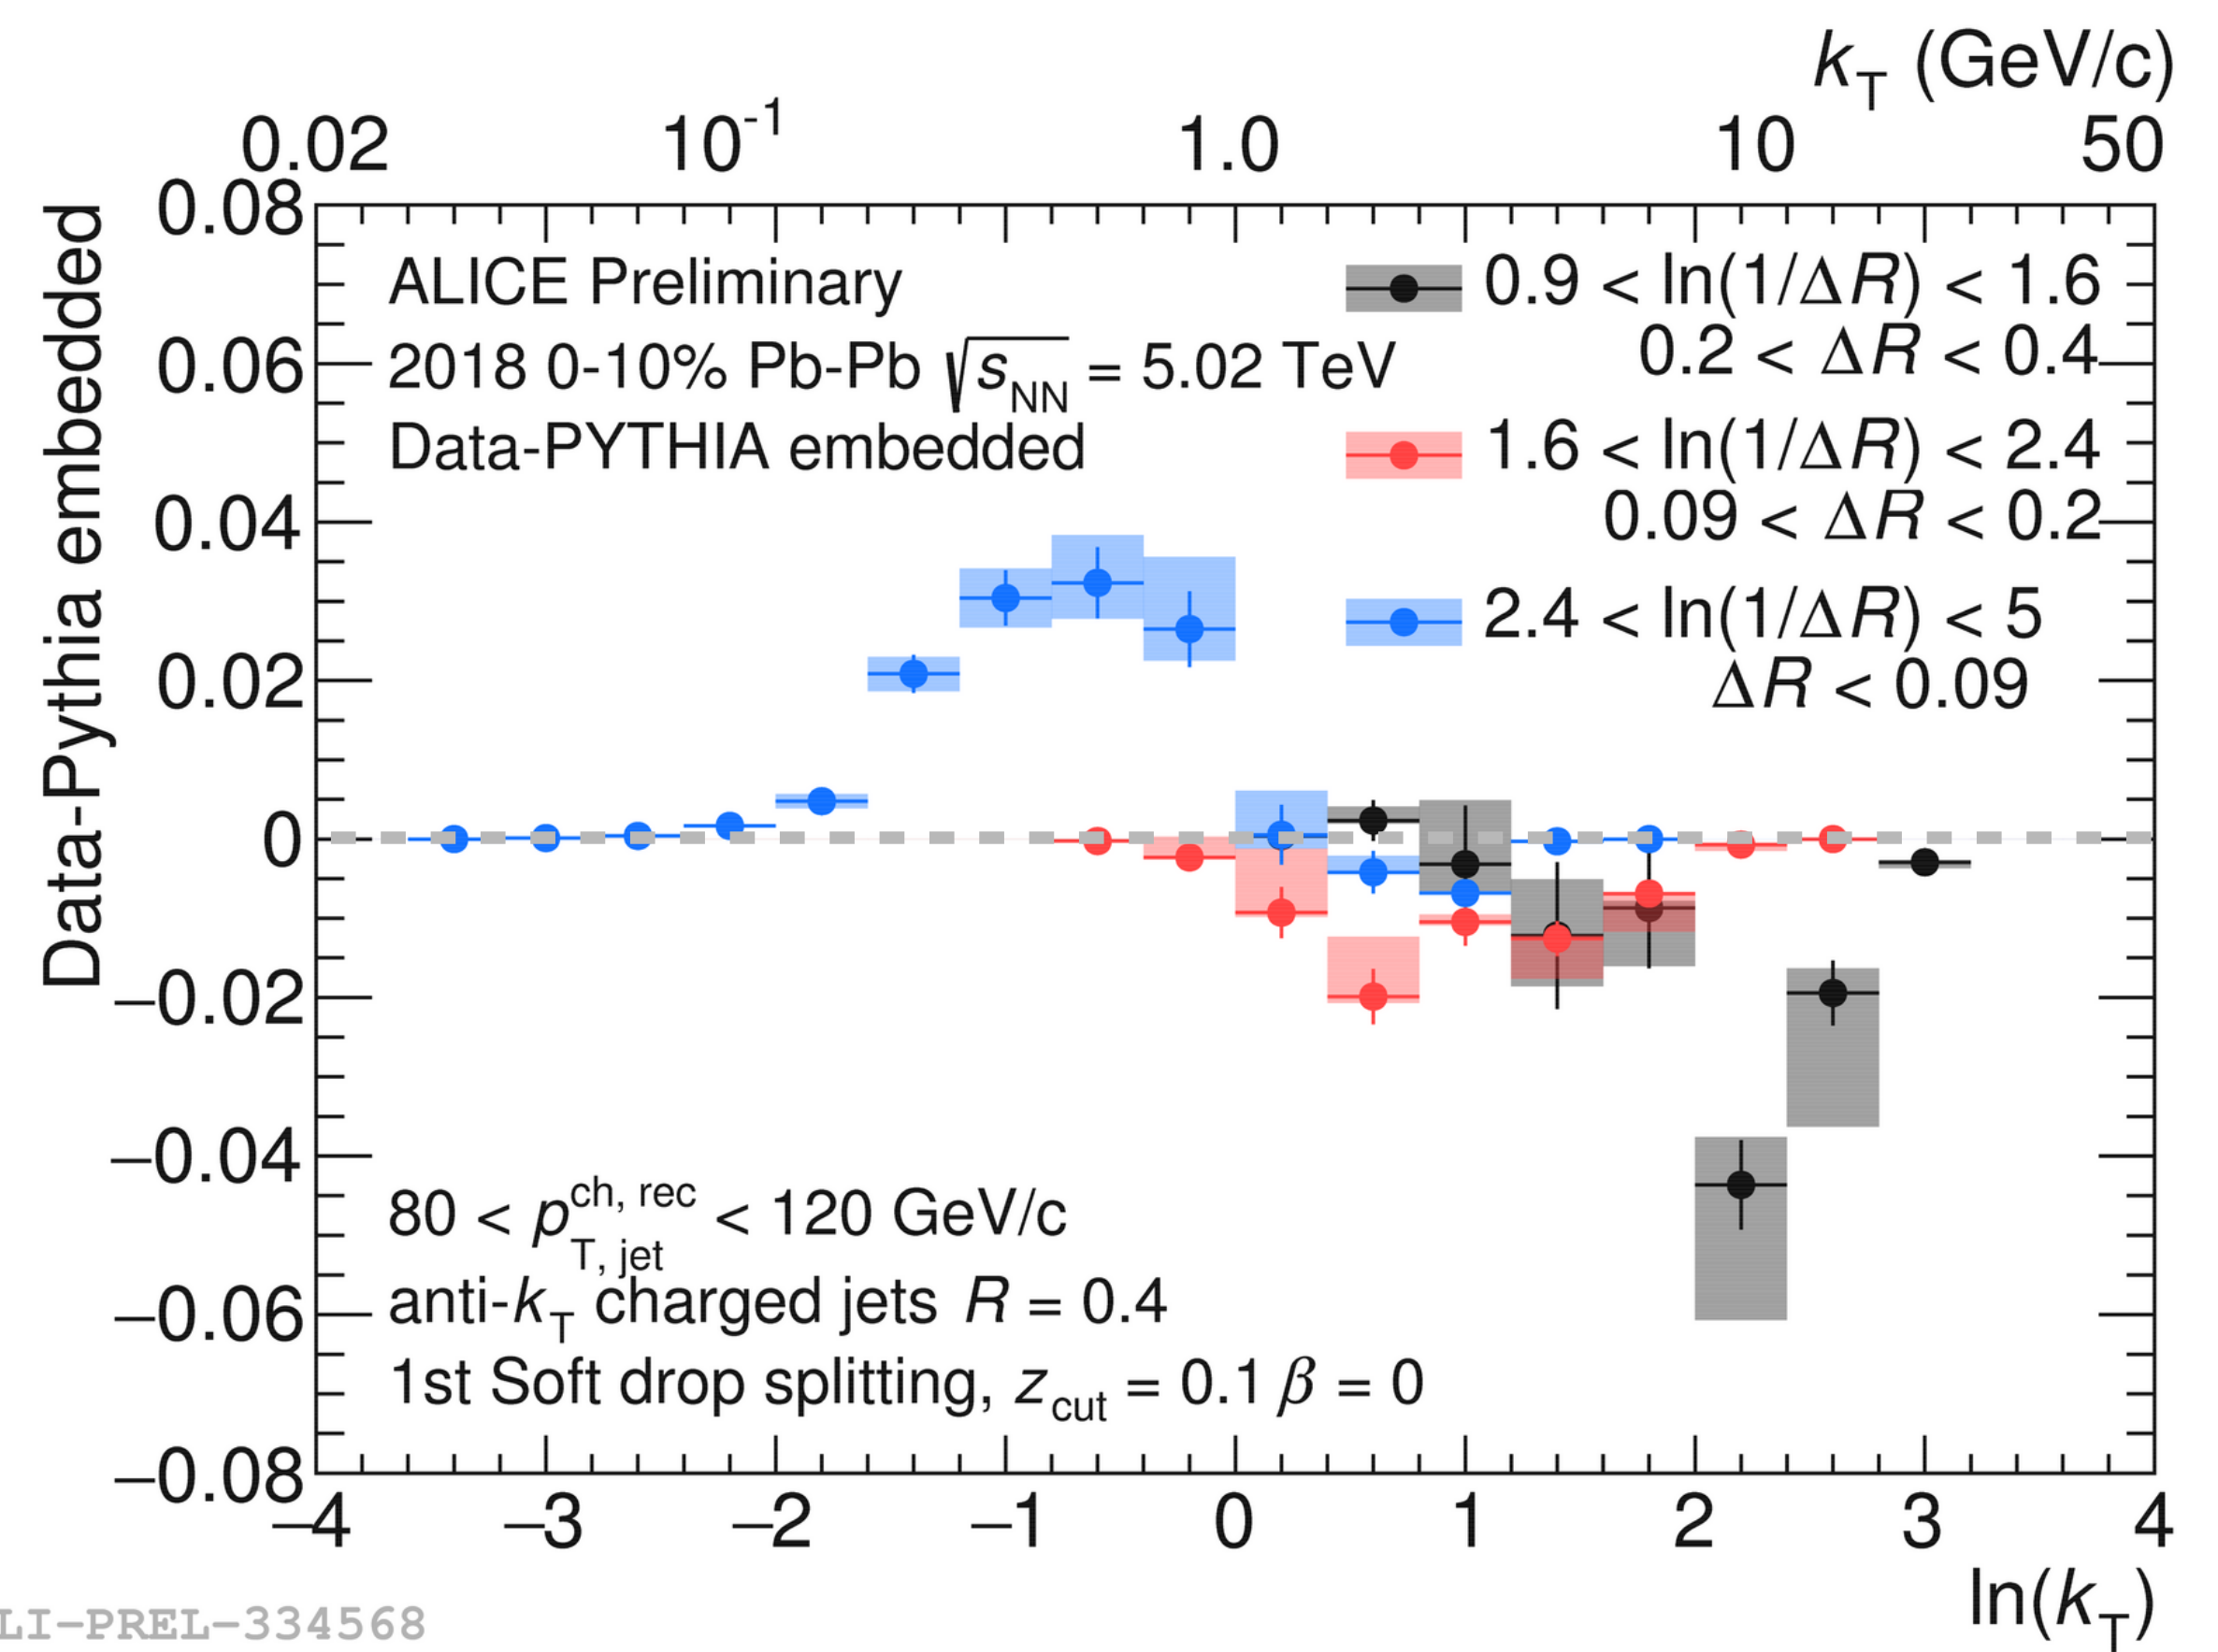 k_T (GeV/c)
0.02 10^-1 1.0 10 50
Data-Pythia embedded
0.08
0.06
0.04
0.02
0
−0.02
−0.04
−0.06
−0.08
ALICE Preliminary
2018 0-10% Pb-Pb √s_NN = 5.02 TeV
Data-PYTHIA embedded
0.9 < ln(1/ΔR) < 1.6
0.2 < ΔR < 0.4
1.6 < ln(1/ΔR) < 2.4
0.09 < ΔR < 0.2
2.4 < ln(1/ΔR) < 5
ΔR < 0.09
80 < p_T, jet^ch, rec < 120 GeV/c
anti-k_T charged jets R = 0.4
1st Soft drop splitting, z_cut = 0.1 β = 0
−4 −3 −2 −1 0 1 2 3 4
ln(k_T)
LI-PREL-334568